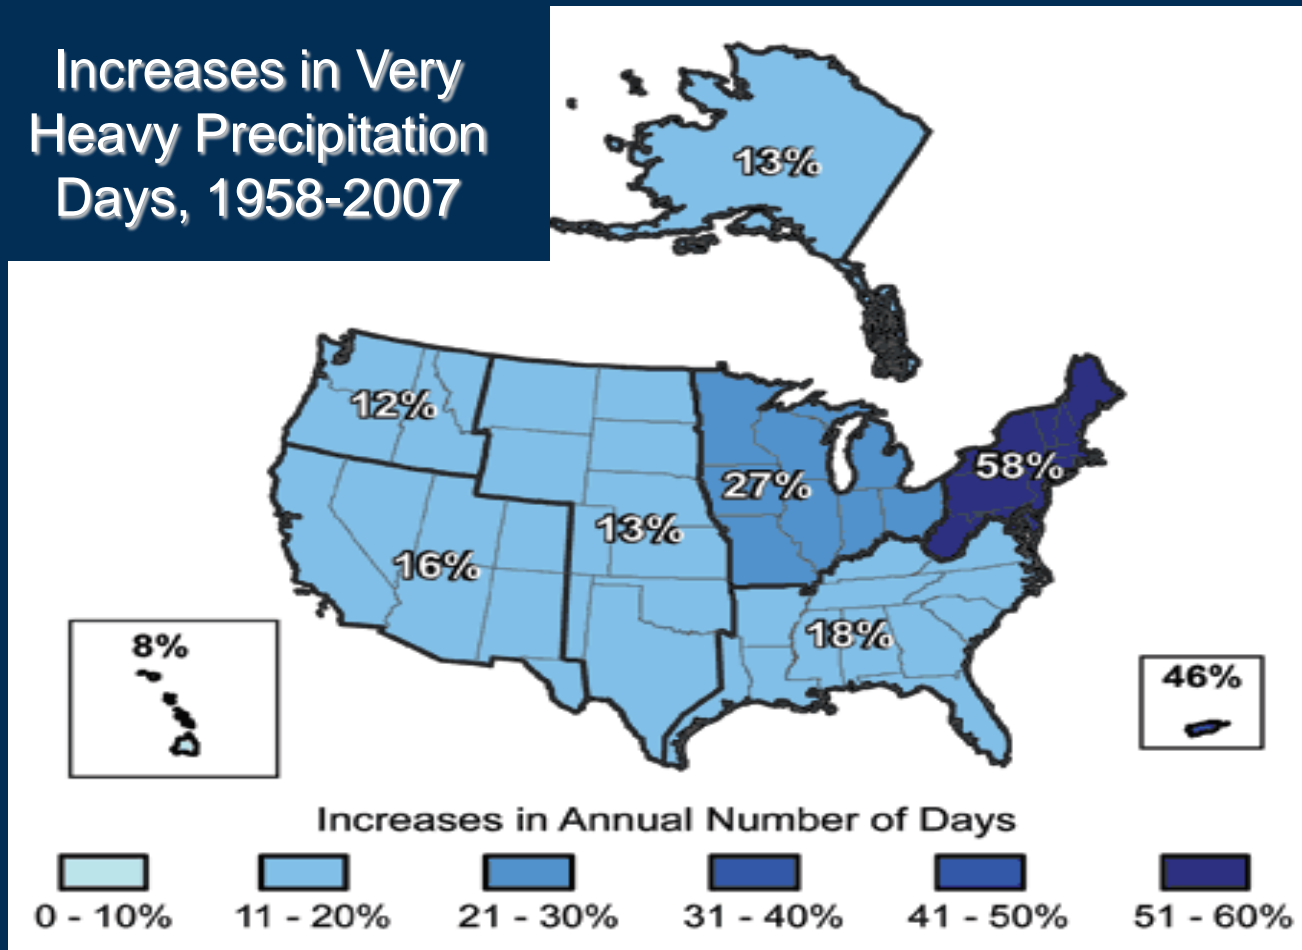 Increases in Very
Heavy Precipitation
Days, 1958-2007
13%
12%
58%
27%
13%
16%
18%
8%
46%
Increases in Annual Number of Days
0 - 10%
11 - 20%
21 - 30%
31 - 40%
41 - 50%
51 - 60%